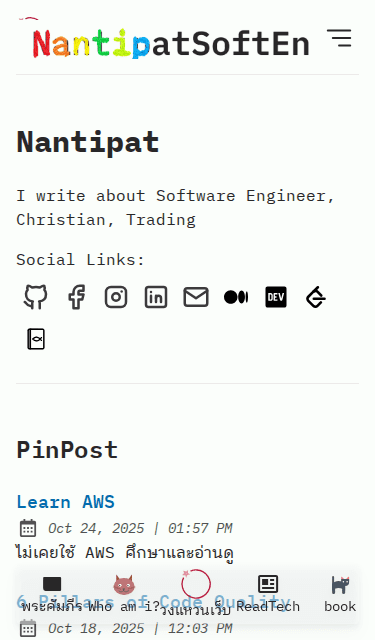 NantipatSoftEn
Nantipat
I write about Software Engineer,
Christian, Trading
Social Links:
DEV
PinPost
Learn AWS
Oct 24, 2025 | 01:57 PM
ไม่เคยใช้ AWS ศึกษาและอ่านดู
6 Pillars of Code Quality
พระคัมภีร์ Who am i? วงแหวนเว็บ ReadTech book
Oct 18, 2025 | 12:03 PM